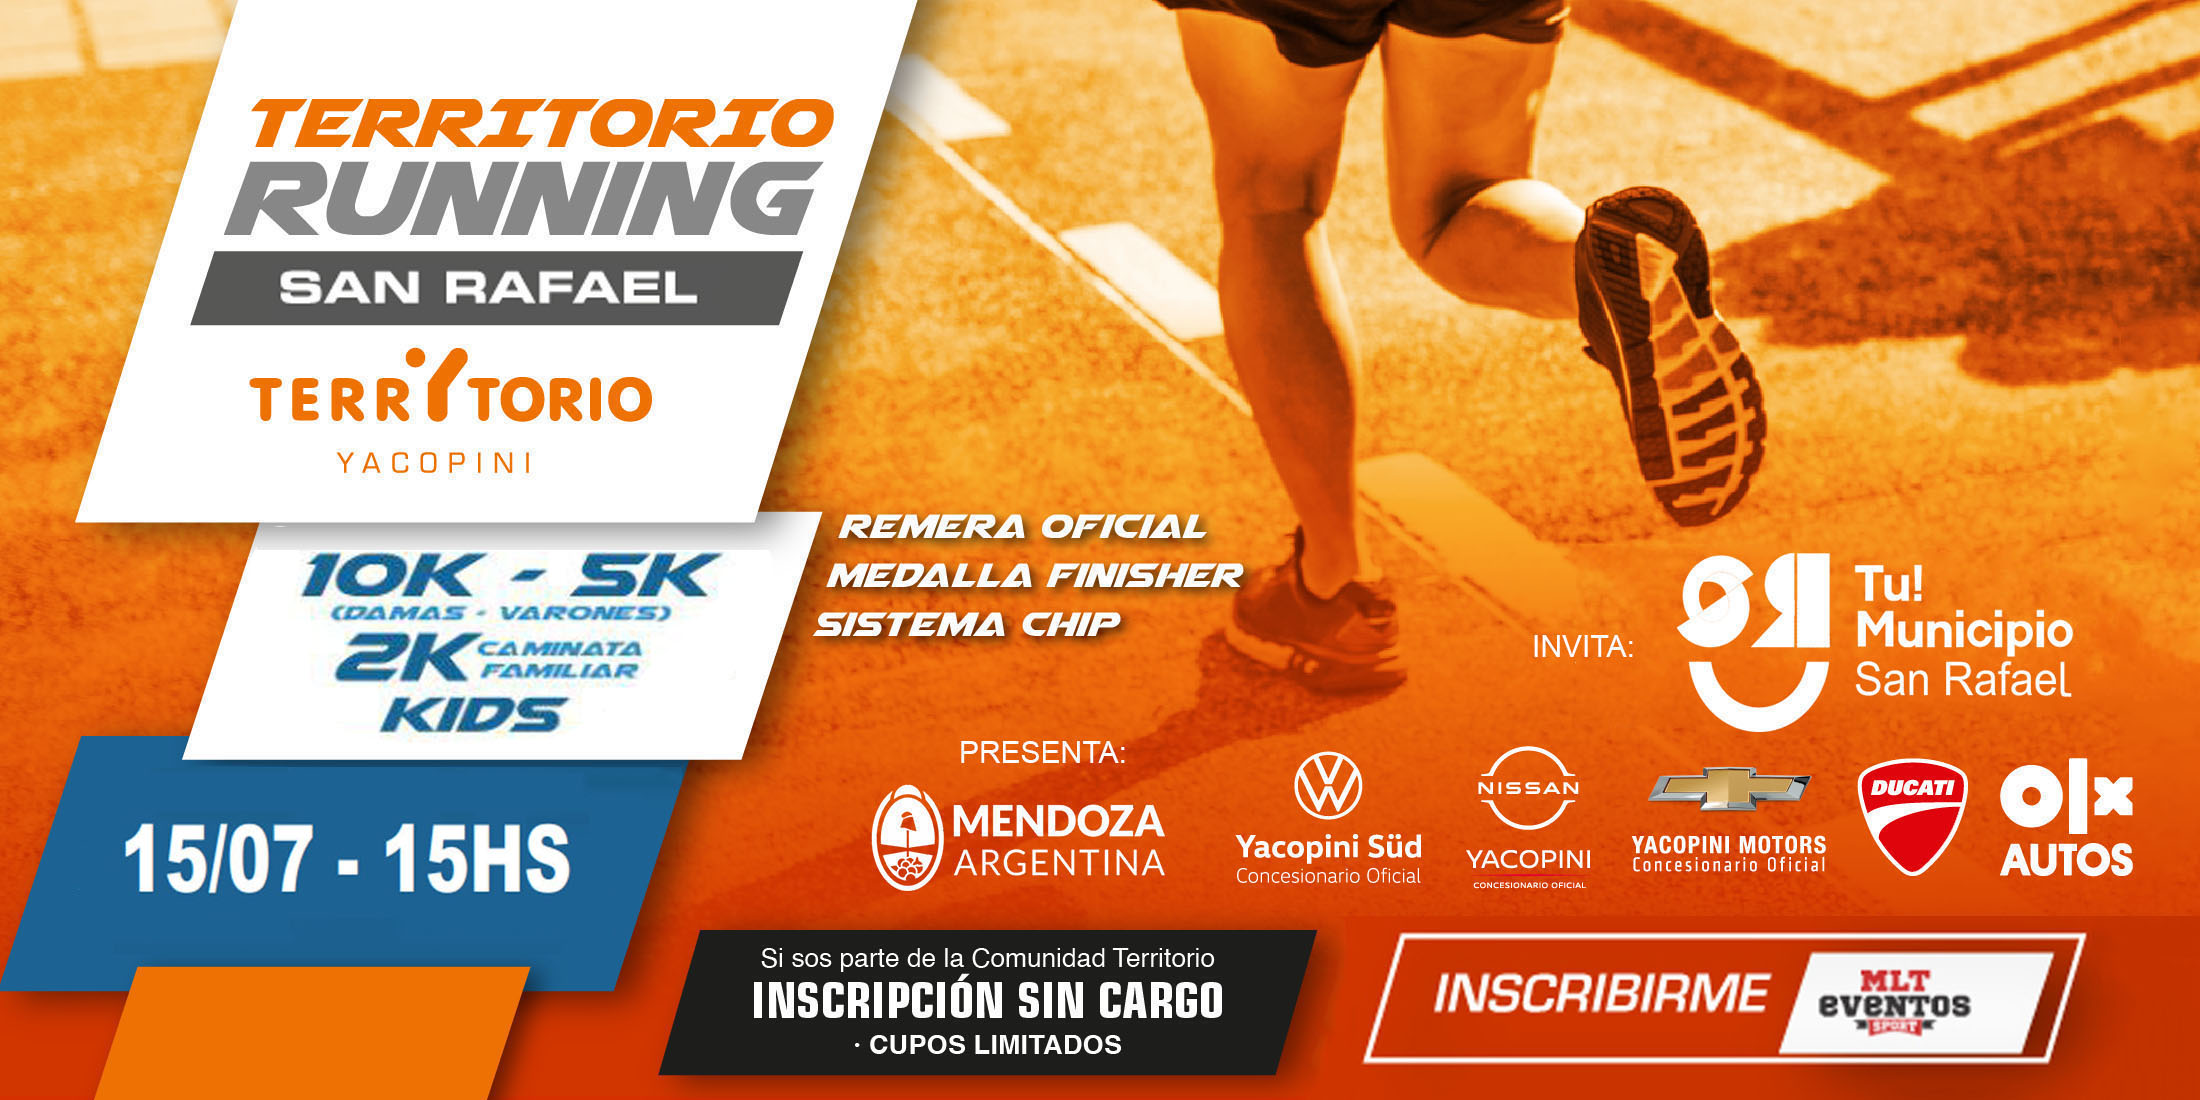 TERRITORIO
RUNNING
SAN RAFAEL
TERRYTORIO
YACOPINI
10K - 5K
(DAMAS - VARONES)
2K CAMINATA
FAMILIAR
KIDS
15/07 - 15HS
REMERA OFICIAL
MEDALLA FINISHER
SISTEMA CHIP
INVITA:
Tu!
Municipio
San Rafael
PRESENTA:
MENDOZA
ARGENTINA
Yacopini Süd
Concesionario Oficial
NISSAN
YACOPINI
CONCESIONARIO OFICIAL
YACOPINI MOTORS
Concesionario Oficial
DUCATI
olx
AUTOS
Si sos parte de la Comunidad Territorio
INSCRIPCIÓN SIN CARGO
· CUPOS LIMITADOS
INSCRIBIRME
MLT
eventos
SPORT